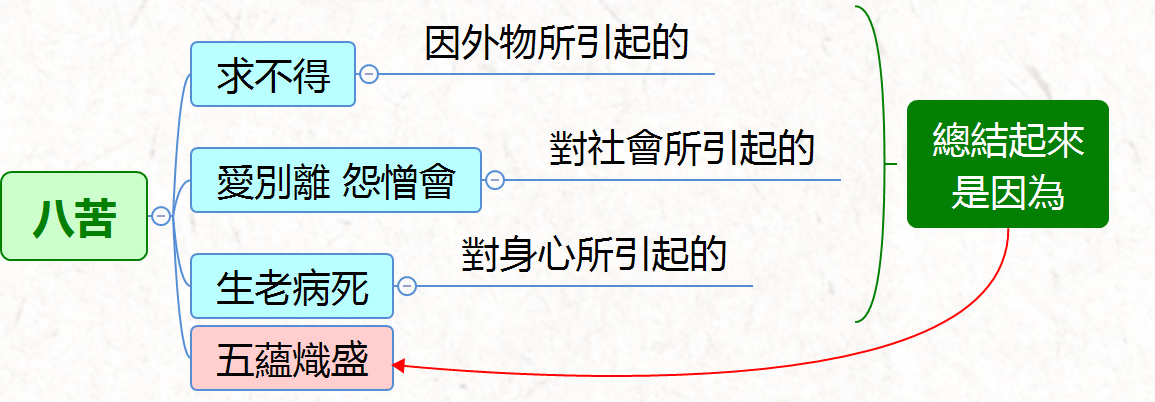 八苦
求不得
因外物所引起的
愛別離 怨憎會
對社會所引起的
生老病死
對身心所引起的
五蘊熾盛
總結起來
是因為